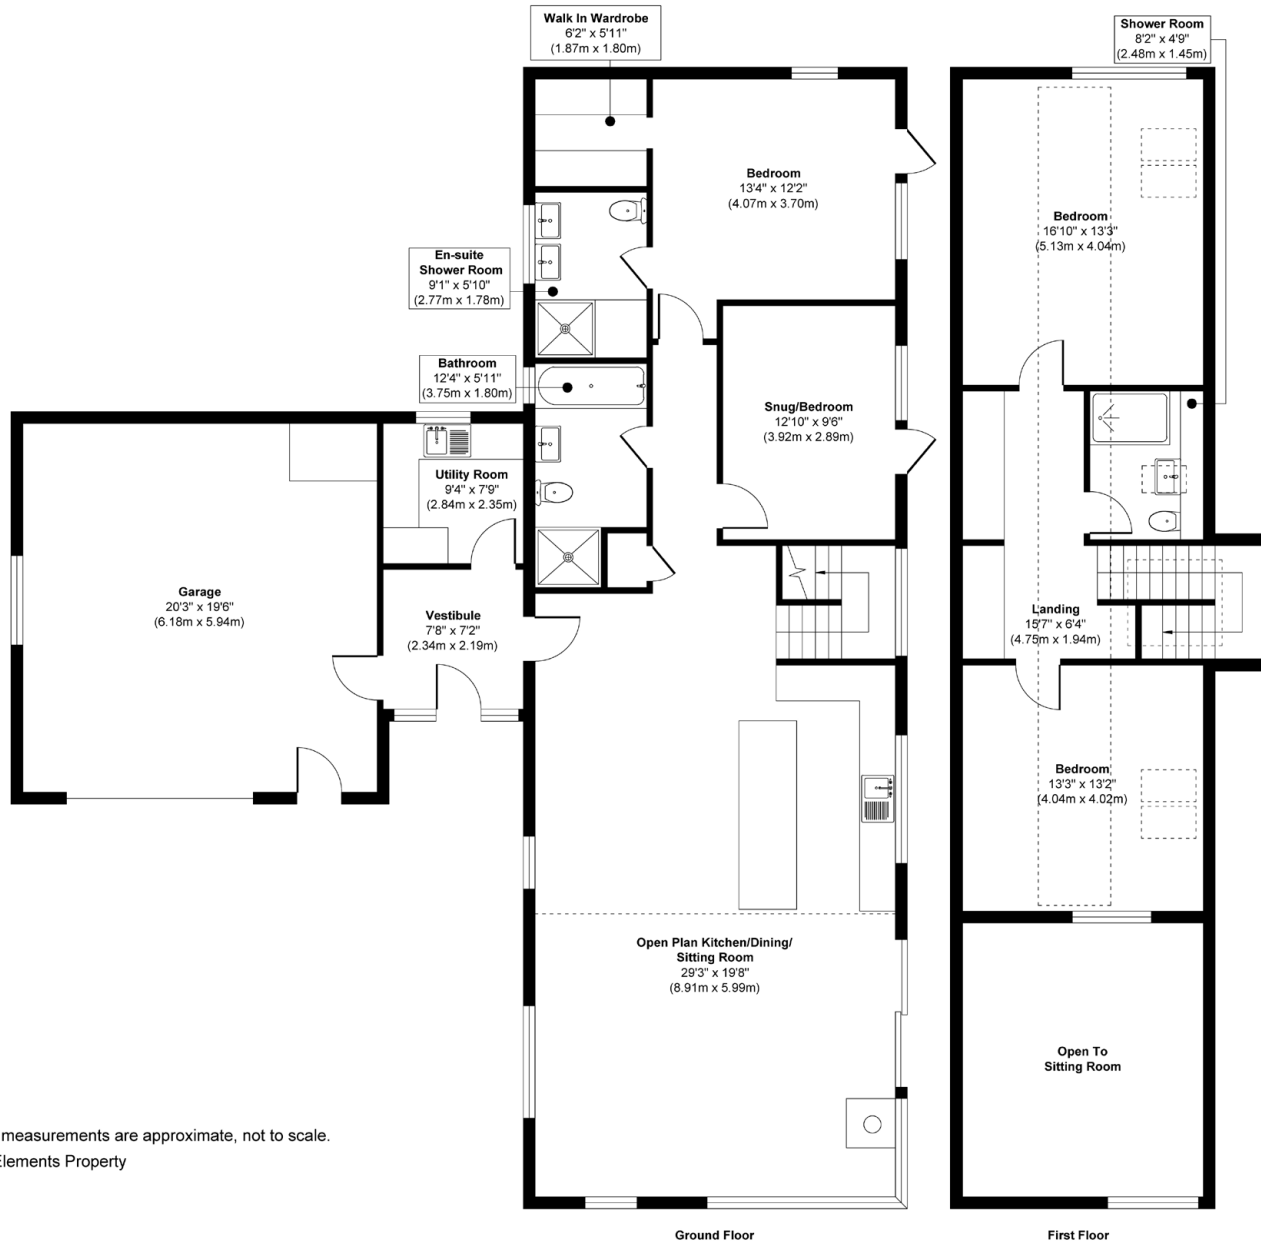 Walk In Wardrobe
6'2" x 5'11"
(1.87m x 1.80m)
Shower Room
8'2" x 4'9"
(2.48m x 1.45m)
Bedroom
13'4" x 12'2"
(4.07m x 3.70m)
Bedroom
16'10" x 13'3"
(5.13m x 4.04m)
En-suite
Shower Room
9'1" x 5'10"
(2.77m x 1.78m)
Bathroom
12'4" x 5'11"
(3.75m x 1.80m)
Snug/Bedroom
12'10" x 9'6"
(3.92m x 2.89m)
Utility Room
9'4" x 7'9"
(2.84m x 2.35m)
Garage
20'3" x 19'6"
(6.18m x 5.94m)
Vestibule
7'8" x 7'2"
(2.34m x 2.19m)
Landing
15'7" x 6'4"
(4.75m x 1.94m)
Bedroom
13'3" x 13'2"
(4.04m x 4.02m)
Open Plan Kitchen/Dining/
Sitting Room
29'3" x 19'8"
(8.91m x 5.99m)
Open To
Sitting Room
measurements are approximate, not to scale.
Elements Property
Ground Floor
First Floor